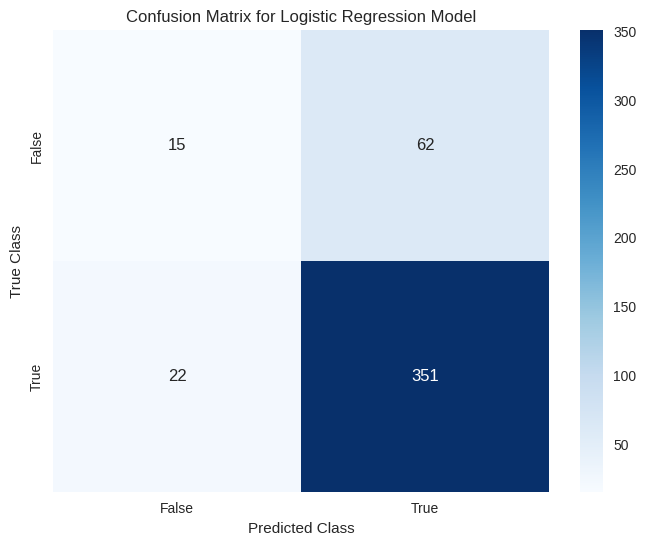 Confusion Matrix for Logistic Regression Model
True Class
False
True
15
62
22
351
False
True
Predicted Class
350
300
250
200
150
100
50